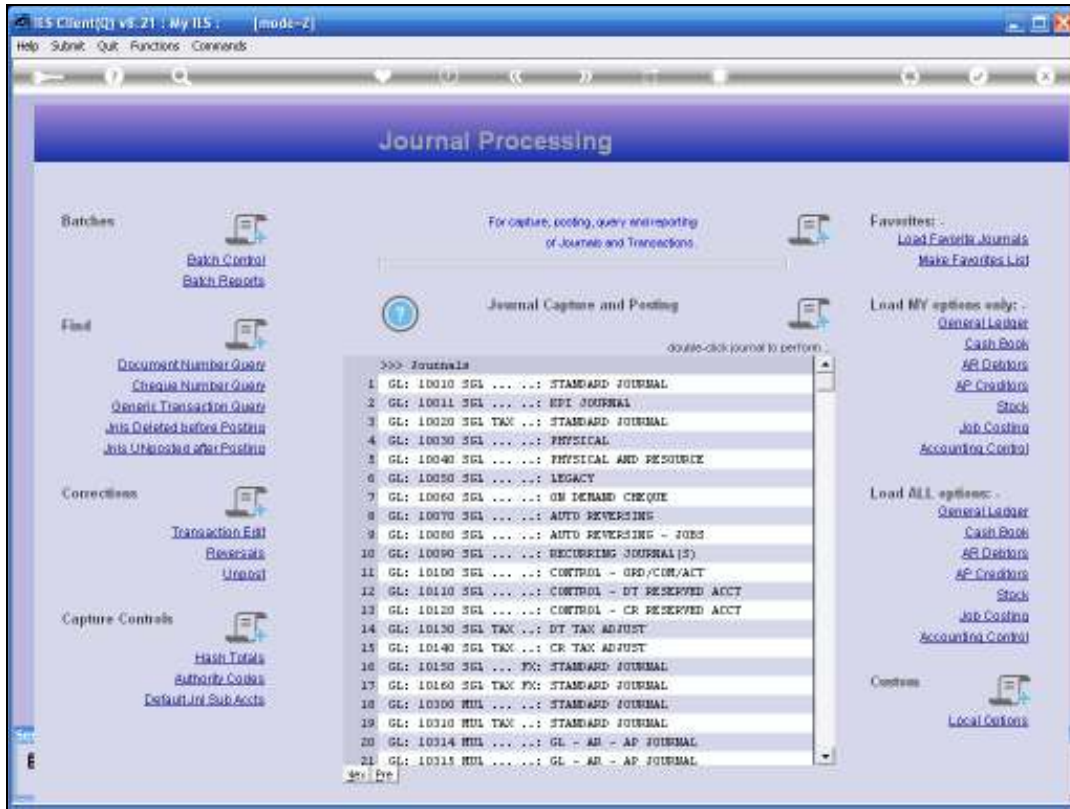 IES Client(Q) v8.21 : My IES : [mode=2]
Help Submit Quit Functions Commands
Journal Processing
Batches
Batch Control
Batch Reports
Find
Document Number Query
Cheque Number Query
Generic Transaction Query
Jnls Deleted before Posting
Jnls UNposted after Posting
Corrections
Transaction Edit
Reversals
Unpost
Capture Controls
Hash Totals
Authority Codes
Default Jnl Sub Accts
For capture, posting, query and reporting
of Journals and Transactions.
Journal Capture and Posting
double-click journal to perform
>>> Journals
1 GL: 10010 SGL ... ..: STANDARD JOURNAL
2 GL: 10011 SGL ... ..: KPI JOURNAL
3 GL: 10020 SGL TAX ..: STANDARD JOURNAL
4 GL: 10030 SGL ... ..: PHYSICAL
5 GL: 10040 SGL ... ..: PHYSICAL AND RESOURCE
6 GL: 10050 SGL ... ..: LEGACY
7 GL: 10060 SGL ... ..: ON DEMAND CHEQUE
8 GL: 10070 SGL ... ..: AUTO REVERSING
9 GL: 10080 SGL ... ..: AUTO REVERSING - JOBS
10 GL: 10090 SGL ... ..: RECURRING JOURNAL(S)
11 GL: 10100 SGL ... ..: CONTROL - ORD/COM/ACT
12 GL: 10110 SGL ... ..: CONTROL - DT RESERVED ACCT
13 GL: 10120 SGL ... ..: CONTROL - CR RESERVED ACCT
14 GL: 10130 SGL TAX ..: DT TAX ADJUST
15 GL: 10140 SGL TAX ..: CR TAX ADJUST
16 GL: 10150 SGL ... FX: STANDARD JOURNAL
17 GL: 10160 SGL TAX FX: STANDARD JOURNAL
18 GL: 10300 MUL ... ..: STANDARD JOURNAL
19 GL: 10310 MUL TAX ..: STANDARD JOURNAL
20 GL: 10314 MUL ... ..: GL - AR - AP JOURNAL
21 GL: 10315 MUL ... ..: GL - AR - AP JOURNAL
Nex Pre
Favorites: .
Load Favorite Journals
Make Favorites List
Load MY options only: .
General Ledger
Cash Book
AR Debtors
AP Creditors
Stock
Job Costing
Accounting Control
Load ALL options: .
General Ledger
Cash Book
AR Debtors
AP Creditors
Stock
Job Costing
Accounting Control
Custom
Local Options